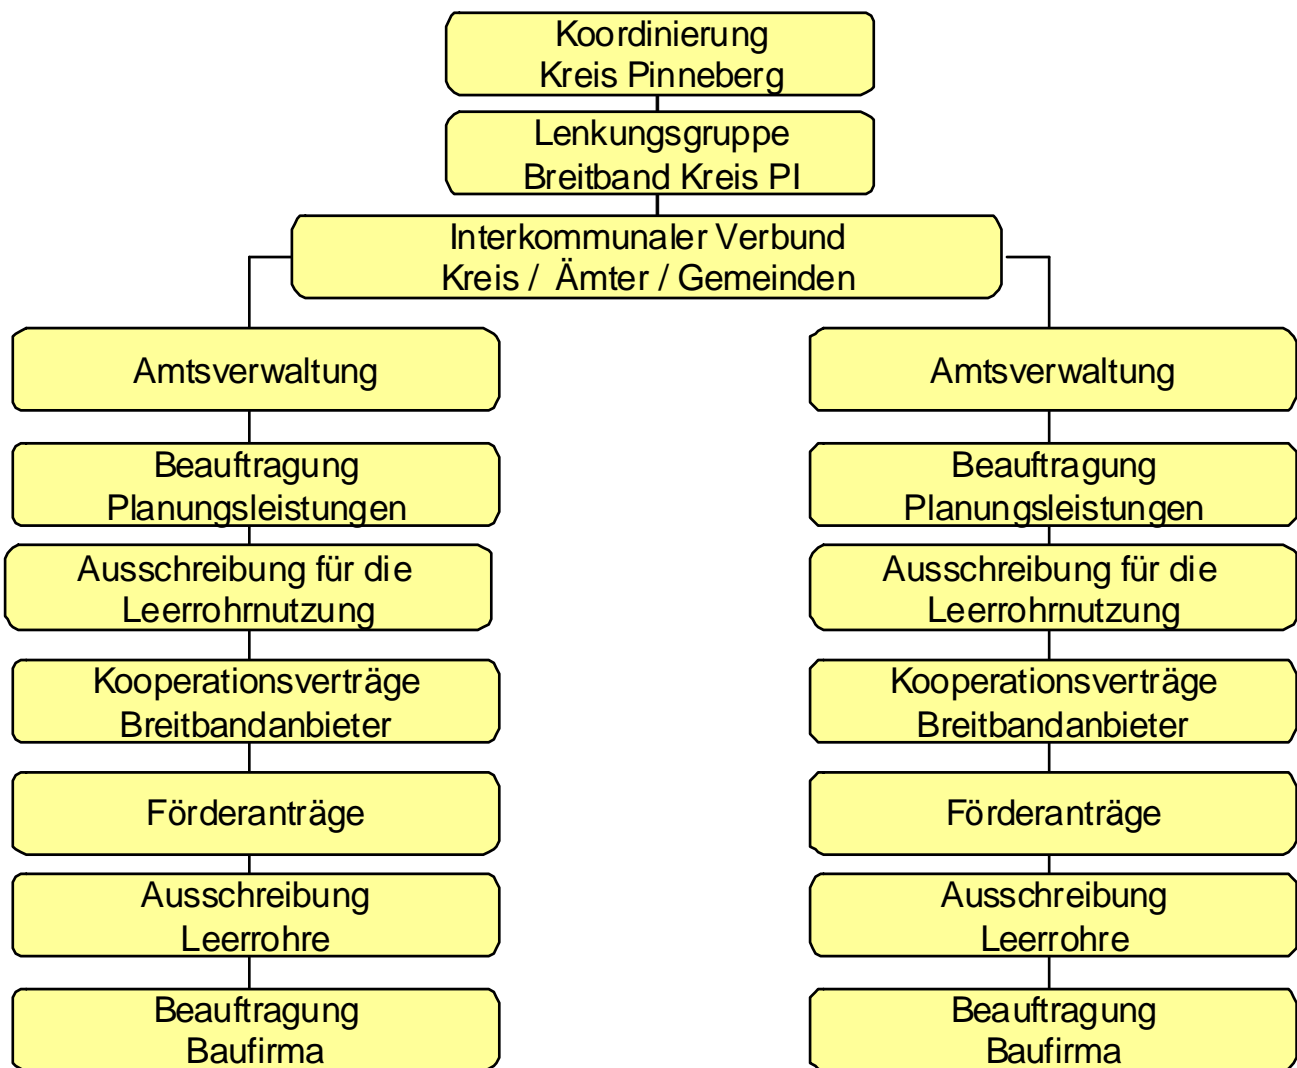 Koordinierung
Kreis Pinneberg
Lenkungsgruppe
Breitband Kreis PI
Interkommunaler Verbund
Kreis / Ämter / Gemeinden
Amtsverwaltung
Beauftragung
Planungsleistungen
Ausschreibung für die
Leerrohrnutzung
Kooperationsverträge
Breitbandanbieter
Förderanträge
Ausschreibung
Leerrohre
Beauftragung
Baufirma
Amtsverwaltung
Beauftragung
Planungsleistungen
Ausschreibung für die
Leerrohrnutzung
Kooperationsverträge
Breitbandanbieter
Förderanträge
Ausschreibung
Leerrohre
Beauftragung
Baufirma